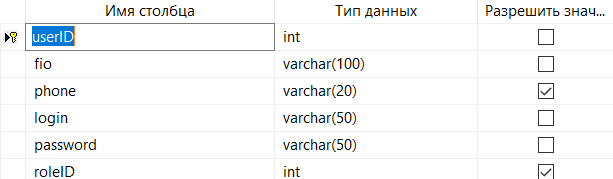 Имя столбца Тип данных Разрешить знач...
userID int
fio varchar(100)
phone varchar(20)
login varchar(50)
password varchar(50)
roleID int